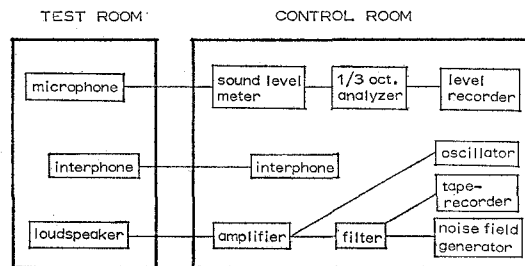 TEST ROOM CONTROL ROOM
microphone
sound level
meter
1/3 oct.
analyzer
level
recorder
interphone
interphone
oscillator
tape-
recorder
loudspeaker
amplifier
filter
noise field
generator